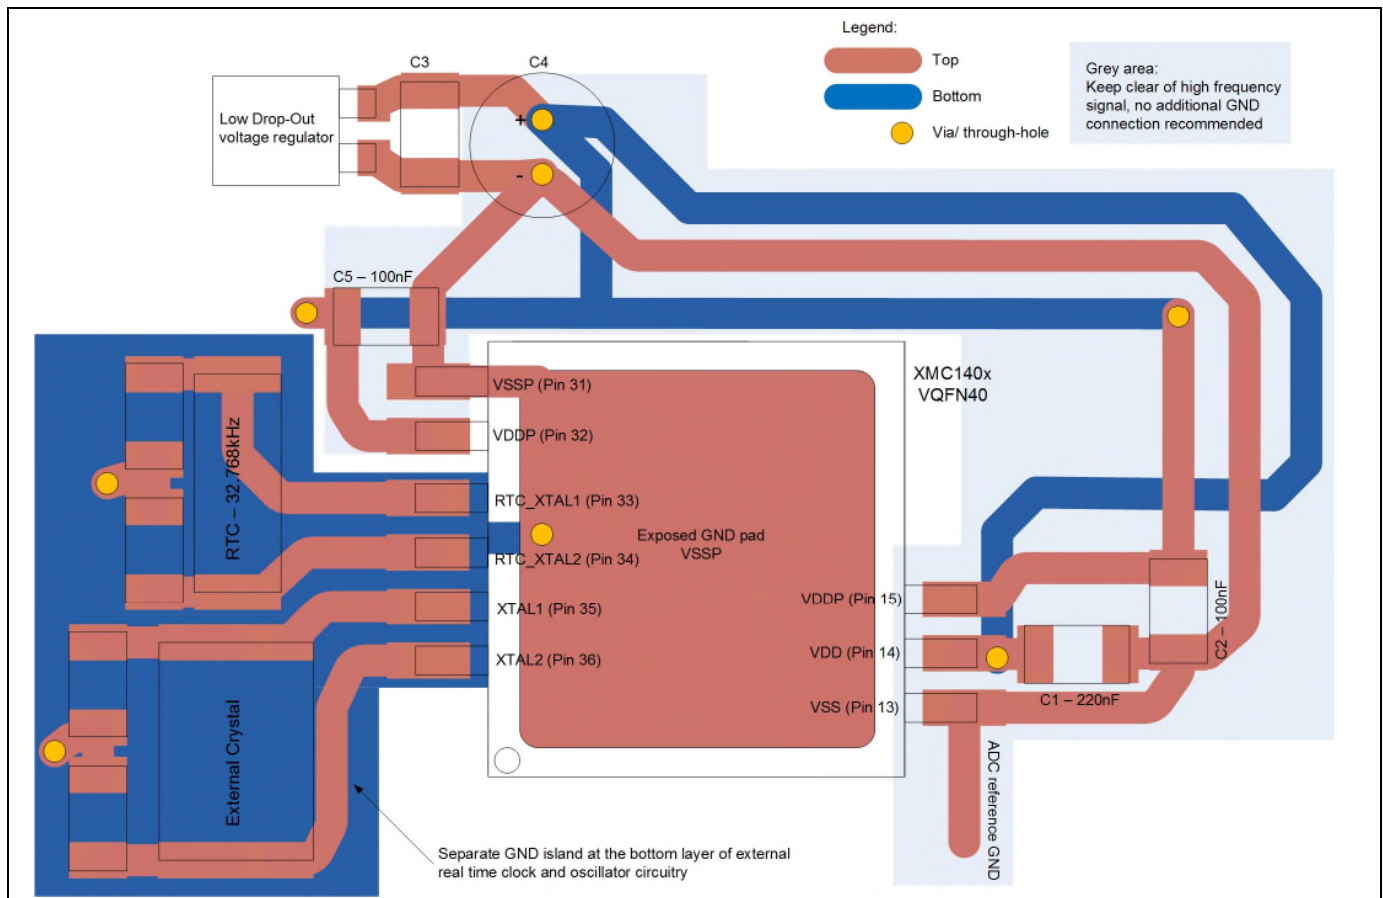 Legend:
Top
Bottom
Via/ through-hole
Grey area:
Keep clear of high frequency
signal, no additional GND
connection recommended
C3
C4
Low Drop-Out
voltage regulator
+
-
C5 – 100nF
XMC140x
VQFN40
VSSP (Pin 31)
VDDP (Pin 32)
RTC_XTAL1 (Pin 33)
RTC_XTAL2 (Pin 34)
XTAL1 (Pin 35)
XTAL2 (Pin 36)
Exposed GND pad
VSSP
VDDP (Pin 15)
VDD (Pin 14)
VSS (Pin 13)
C2 – 100nF
C1 – 220nF
RTC – 32.768kHz
External Crystal
ADC reference GND
Separate GND island at the bottom layer of external
real time clock and oscillator circuitry